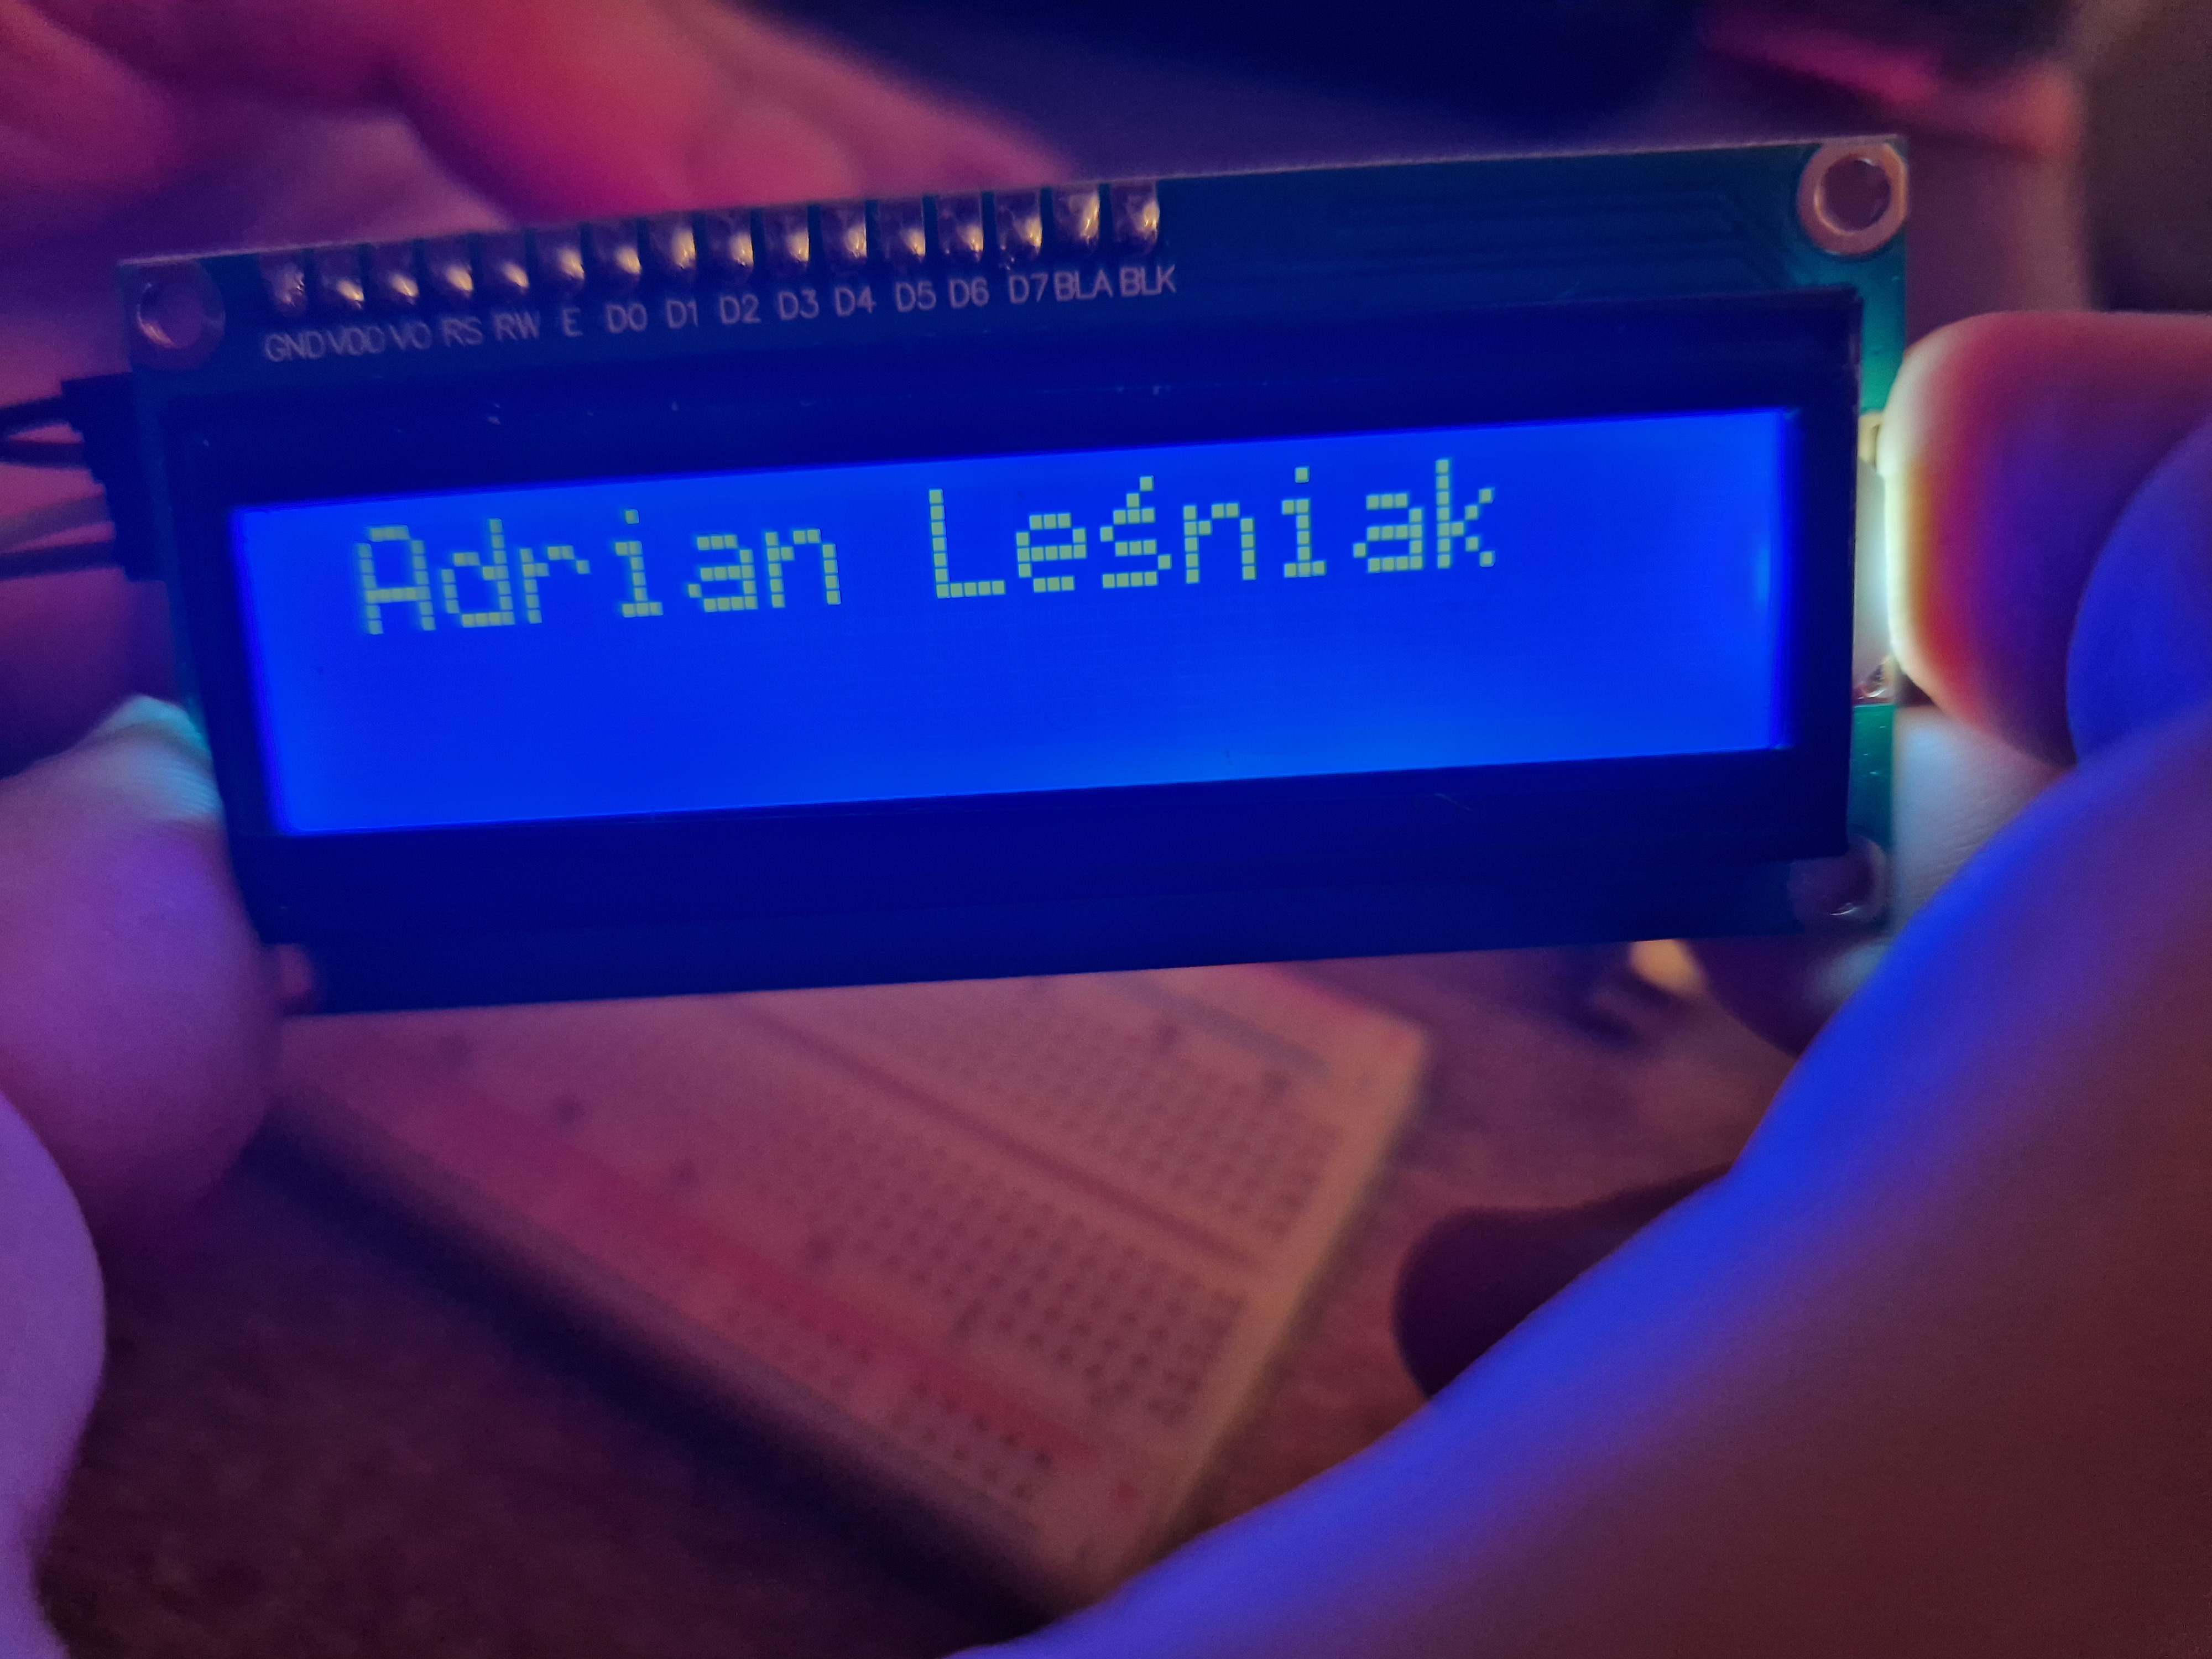 GND VDD VO RS RW E D0 D1 D2 D3 D4 D5 D6 D7 BLA BLK
Adrian Leśniak